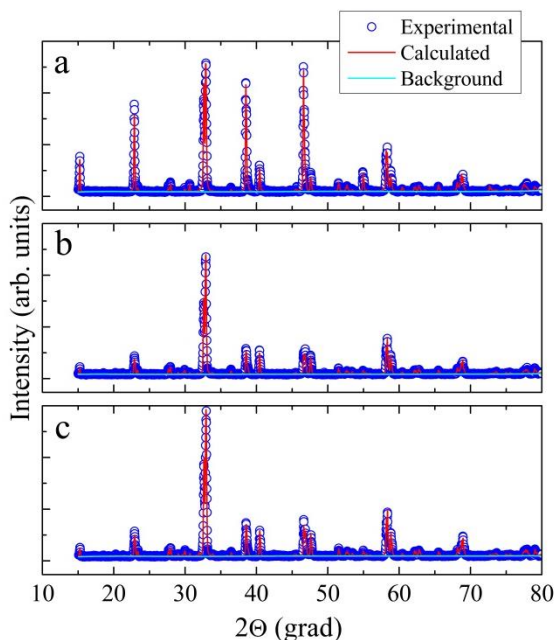 Experimental
Calculated
Background
a
b
c
Intensity (arb. units)
10 20 30 40 50 60 70 80
2Θ (grad)